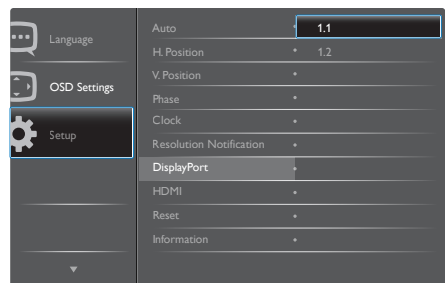 Language
OSD Settings
Setup
Auto
H. Position
V. Position
Phase
Clock
Resolution Notification
DisplayPort
HDMI
Reset
Information
1.1
1.2